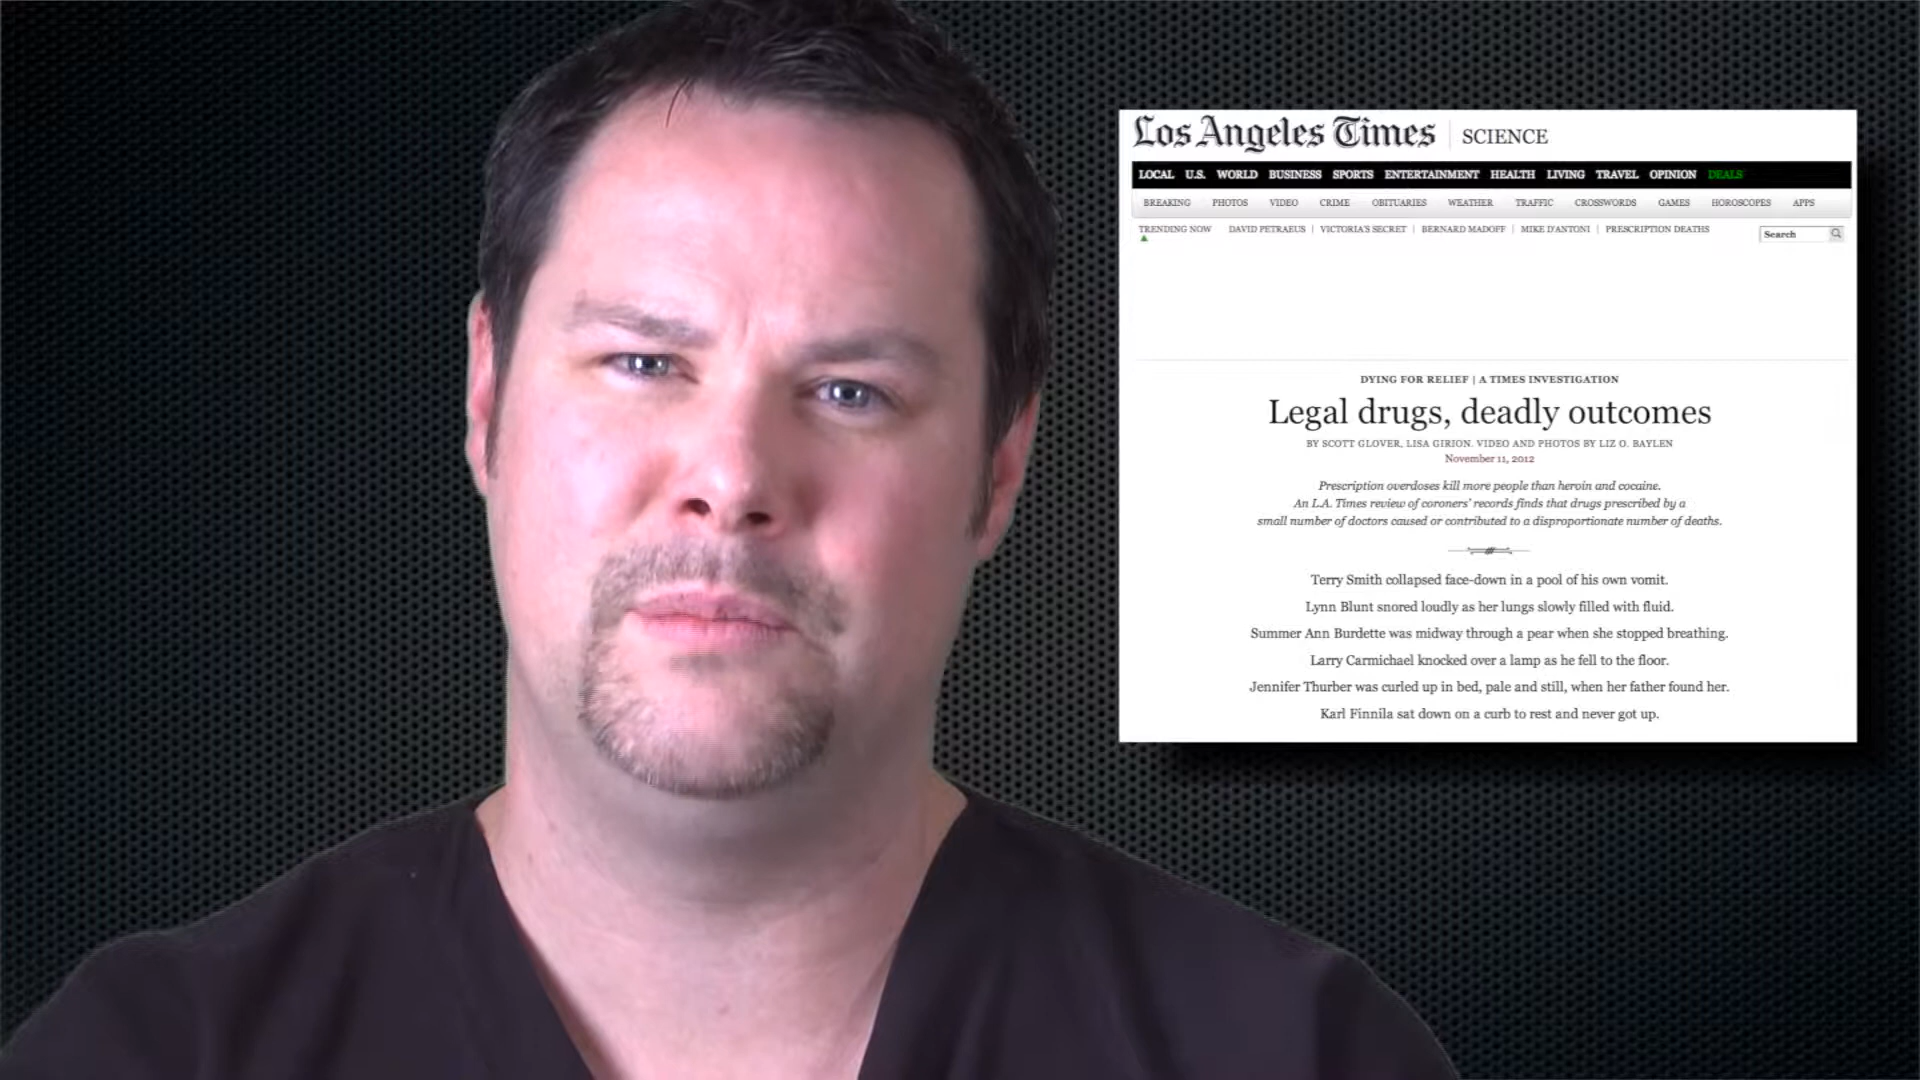 Los Angeles Times | SCIENCE
LOCAL U.S. WORLD BUSINESS SPORTS ENTERTAINMENT HEALTH LIVING TRAVEL OPINION DEALS
BREAKING PHOTOS VIDEO CRIME OBITUARIES WEATHER TRAFFIC CROSSWORDS GAMES HOROSCOPES APPS
TRENDING NOW DAVID PETRAEUS | VICTORIA'S SECRET | BERNARD MADOFF | MIKE D'ANTONI | PRESCRIPTION DEATHS Search
DYING FOR RELIEF | A TIMES INVESTIGATION
Legal drugs, deadly outcomes
BY SCOTT GLOVER, LISA GIRION. VIDEO AND PHOTOS BY LIZ O. BAYLEN
November 11, 2012
Prescription overdoses kill more people than heroin and cocaine.
An L.A. Times review of coroners' records finds that drugs prescribed by a
small number of doctors caused or contributed to a disproportionate number of deaths.
Terry Smith collapsed face-down in a pool of his own vomit.
Lynn Blunt snored loudly as her lungs slowly filled with fluid.
Summer Ann Burdette was midway through a pear when she stopped breathing.
Larry Carmichael knocked over a lamp as he fell to the floor.
Jennifer Thurber was curled up in bed, pale and still, when her father found her.
Karl Finnila sat down on a curb to rest and never got up.